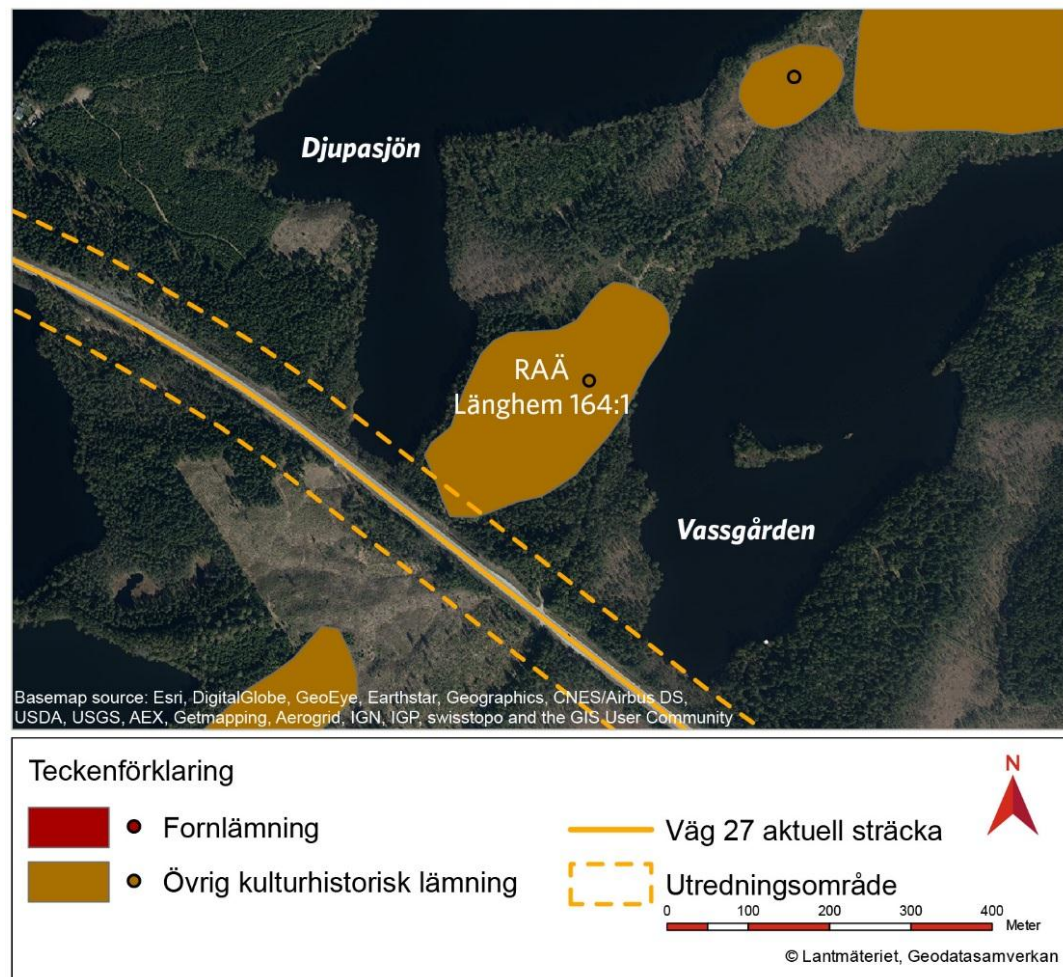 Djupasjön
RAÄ
Länghem 164:1
Vassgården
Basemap source: Esri, DigitalGlobe, GeoEye, Earthstar, Geographics, CNES/Airbus DS,
USDA, USGS, AEX, Getmapping, Aerogrid, IGN, IGP, swisstopo and the GIS User Community
Teckenförklaring
Fornlämning
Övrig kulturhistorisk lämning
Väg 27 aktuell sträcka
Utredningsområde
N
0 100 200 300 400
Meter
© Lantmäteriet, Geodatasamverkan